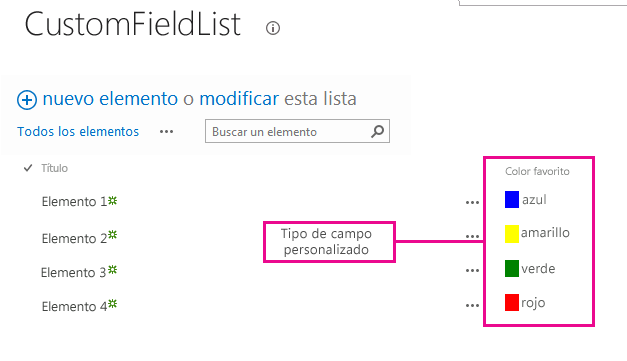 CustomFieldList
nuevo elemento o modificar esta lista
Todos los elementos ••• Buscar un elemento
Título Color favorito
Elemento 1 ••• azul
Tipo de campo
personalizado
Elemento 2 ••• amarillo
Elemento 3 ••• verde
Elemento 4 ••• rojo